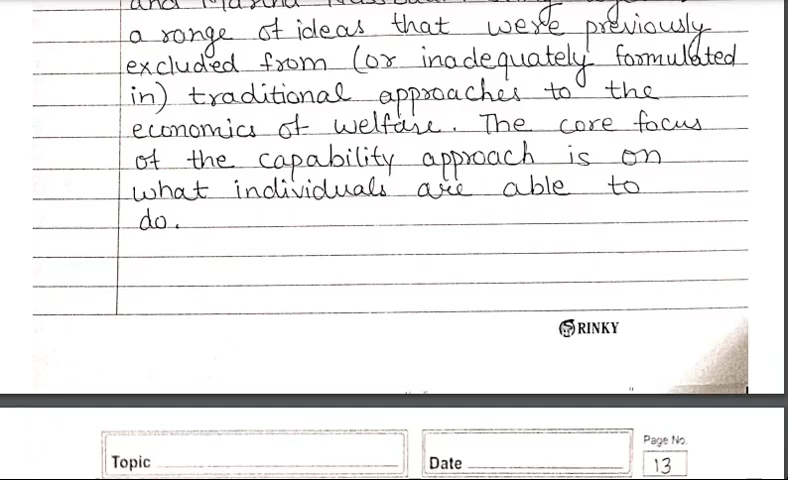 a range of ideas that were previously
excluded from (or inadequately formulated
in) traditional approaches to the
economics of welfare. The core focus
of the capability approach is on
what individuals are able to
do.
RINKY
Topic
Date
Page No.
13